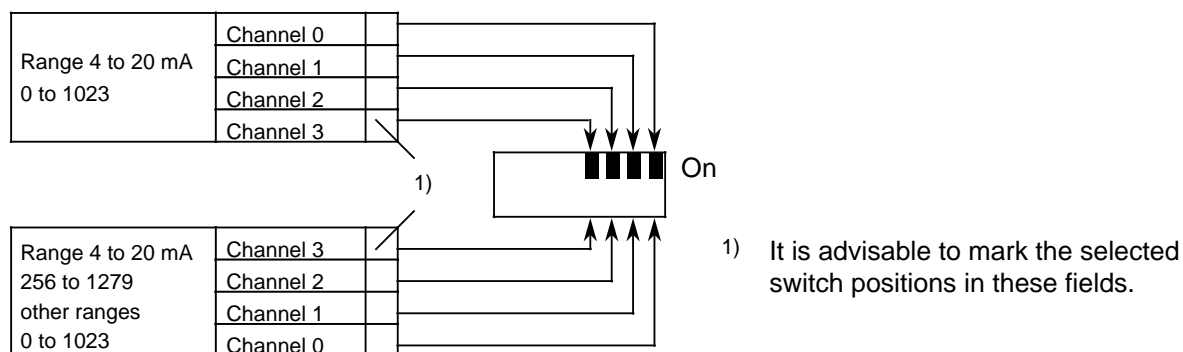 Range 4 to 20 mA
0 to 1023
Channel 0
Channel 1
Channel 2
Channel 3
1)
On
Range 4 to 20 mA
256 to 1279
other ranges
0 to 1023
Channel 3
Channel 2
Channel 1
Channel 0
1) It is advisable to mark the selected
switch positions in these fields.